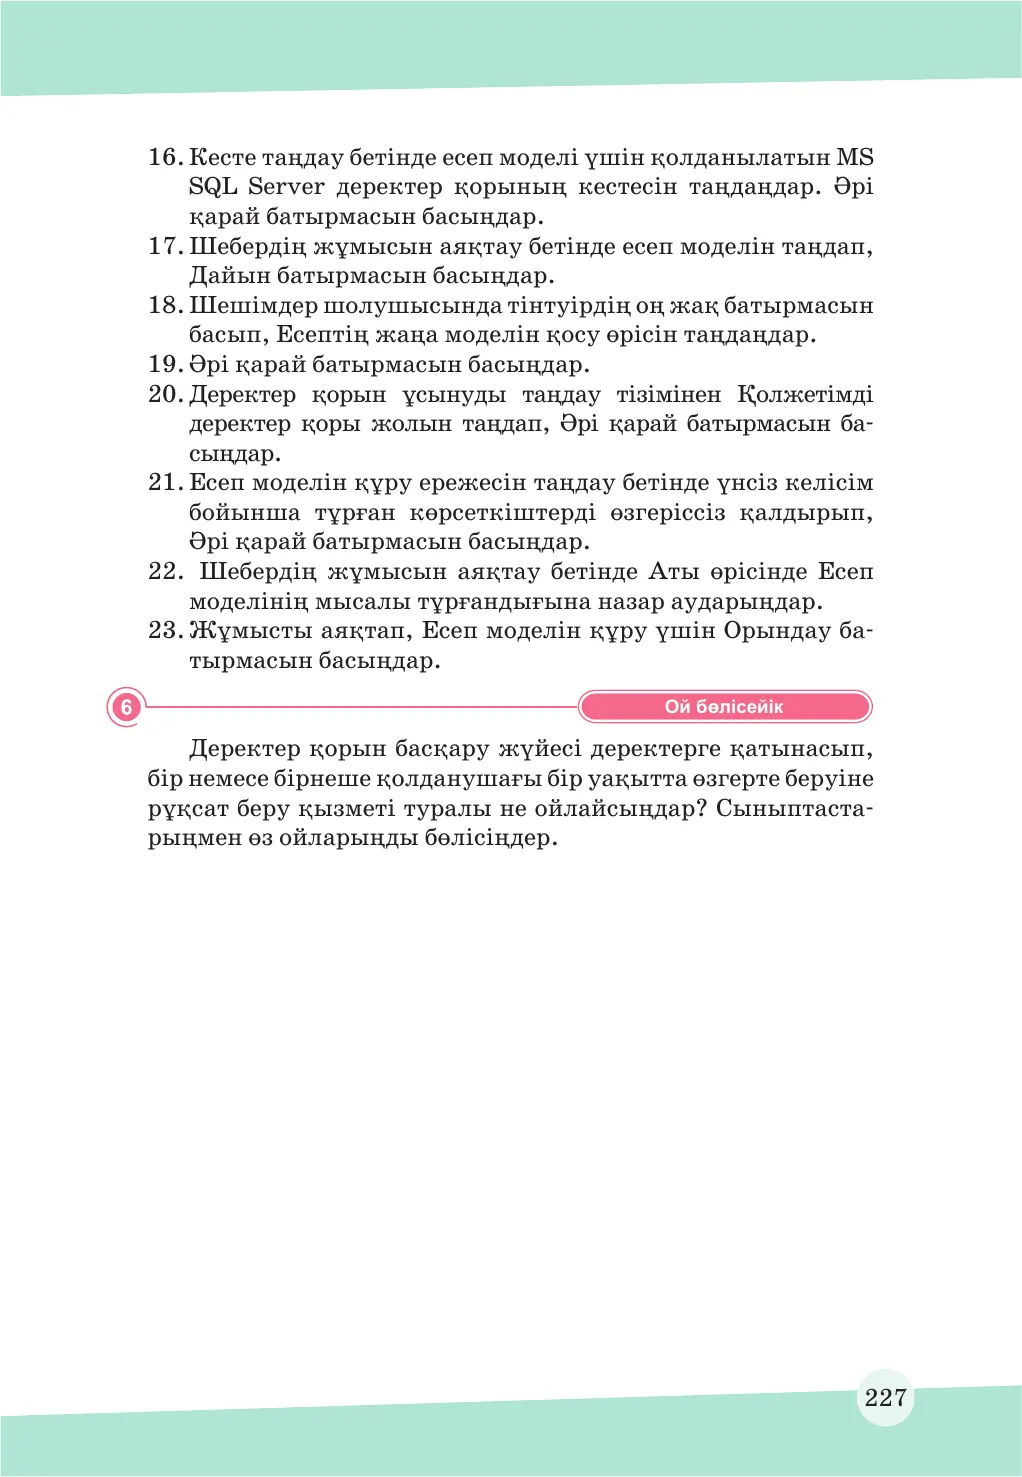 16. Кесте таңдау бетінде есеп моделі үшін қолданылатын MS
SQL Server деректер қорының кестесін таңдаңдар. Әрі
қарай батырмасын басыңдар.
17. Шебердің жұмысын аяқтау бетінде есеп моделін таңдап,
Дайын батырмасын басыңдар.
18. Шешімдер шолушысында тінтуірдің оң жақ батырмасын
басып, Есептің жаңа моделін қосу өрісін таңдаңдар.
19. Әрі қарай батырмасын басыңдар.
20. Деректер қорын ұсынуды таңдау тізімінен Қолжетімді
деректер қоры жолын таңдап, Әрі қарай батырмасын ба-
сыңдар.
21. Есеп моделін құру ережесін таңдау бетінде үнсіз келісім
бойынша тұрған көрсеткіштерді өзгеріссіз қалдырып,
Әрі қарай батырмасын басыңдар.
22. Шебердің жұмысын аяқтау бетінде Аты өрісінде Есеп
моделінің мысалы тұрғандығына назар аударыңдар.
23. Жұмысты аяқтап, Есеп моделін құру үшін Орындау ба-
тырмасын басыңдар.
6 Ой бөлісейік
Деректер қорын басқару жүйесі деректерге қатынасып,
бір немесе бірнеше қолданушағы бір уақытта өзгерте беруіне
рұқсат беру қызметі туралы не ойлайсыңдар? Сыныптаста-
рыңмен өз ойларыңды бөлісіңдер.
227